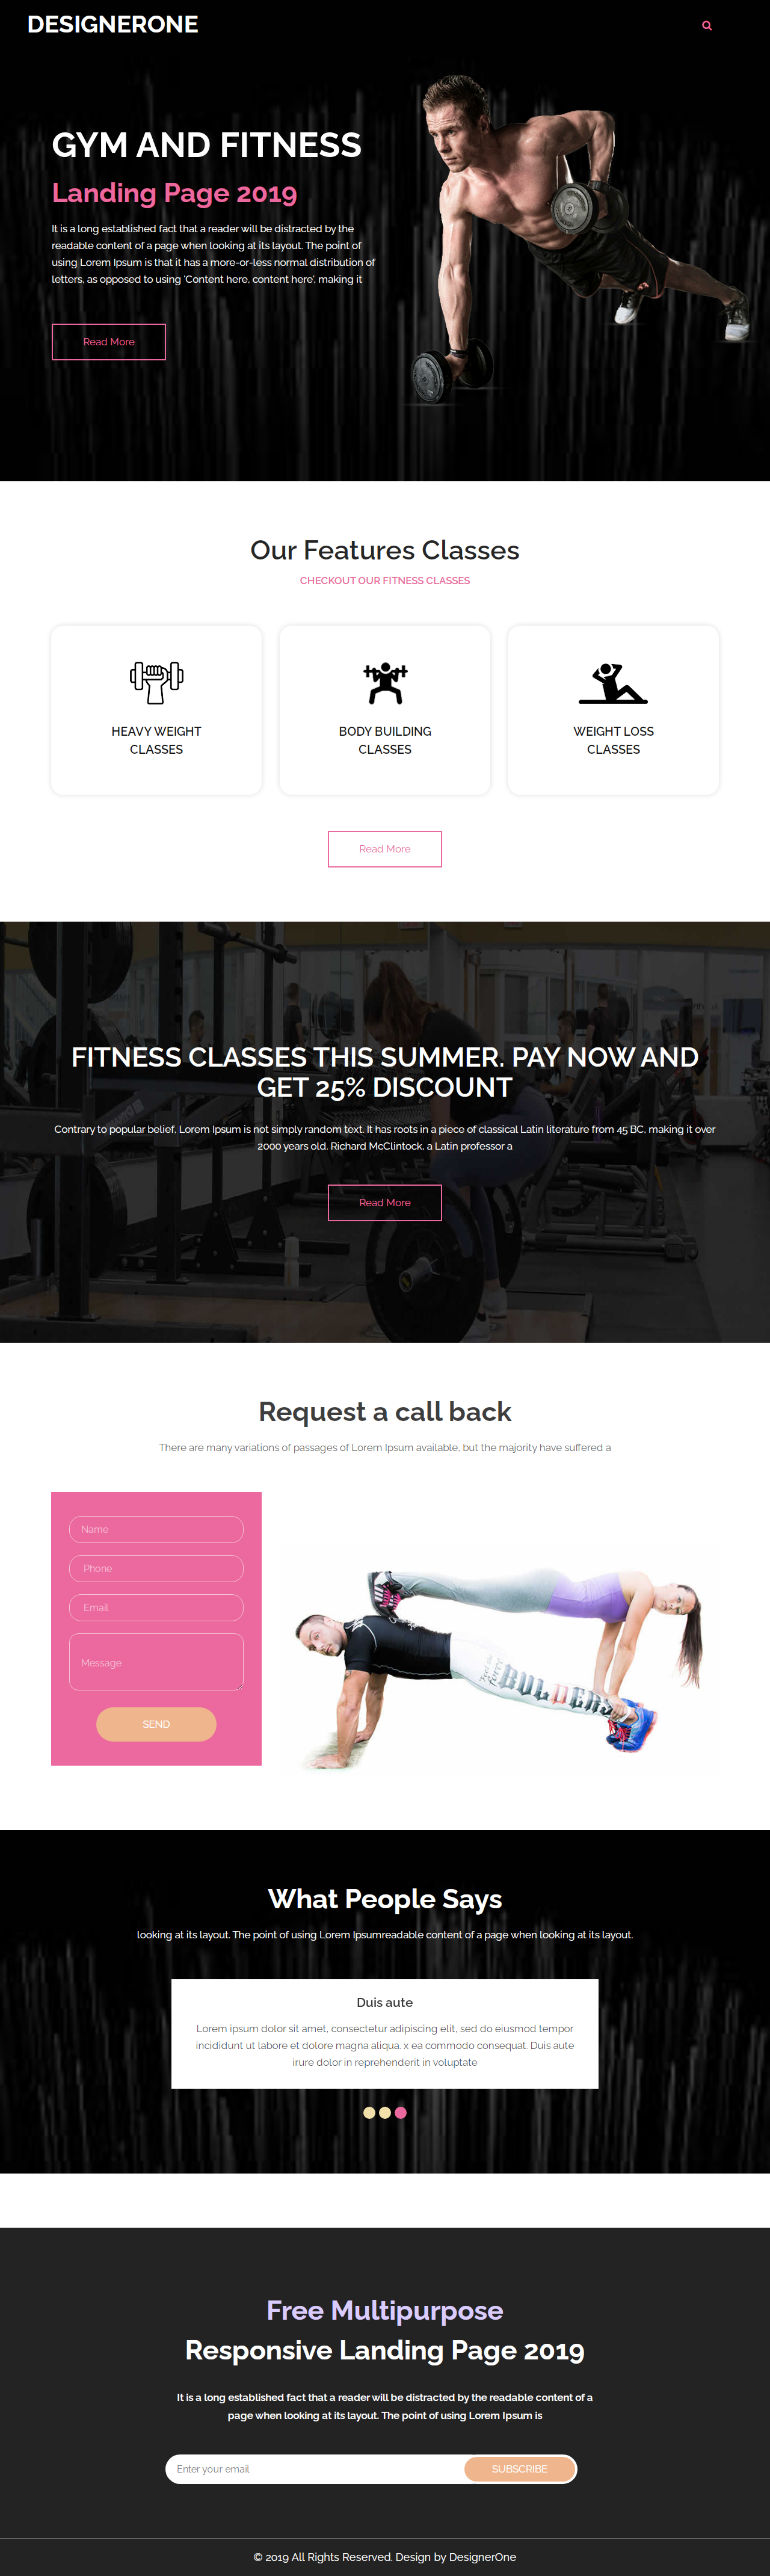 DESIGNERONE
GYM AND FITNESS
Landing Page 2019
It is a long established fact that a reader will be distracted by the
readable content of a page when looking at its layout. The point of
using Lorem Ipsum is that it has a more-or-less normal distribution of
letters, as opposed to using 'Content here, content here', making it
Read More
Our Features Classes
CHECKOUT OUR FITNESS CLASSES
HEAVY WEIGHT
CLASSES
BODY BUILDING
CLASSES
WEIGHT LOSS
CLASSES
Read More
FITNESS CLASSES THIS SUMMER. PAY NOW AND
GET 25% DISCOUNT
Contrary to popular belief, Lorem Ipsum is not simply random text. It has roots in a piece of classical Latin literature from 45 BC, making it over
2000 years old. Richard McClintock, a Latin professor a
Read More
Request a call back
There are many variations of passages of Lorem Ipsum available, but the majority have suffered a
Name
Phone
Email
Message
SEND
What People Says
looking at its layout. The point of using Lorem Ipsumreadable content of a page when looking at its layout.
Duis aute
Lorem ipsum dolor sit amet, consectetur adipiscing elit, sed do eiusmod tempor
incididunt ut labore et dolore magna aliqua. x ea commodo consequat. Duis aute
irure dolor in reprehenderit in voluptate
Free Multipurpose
Responsive Landing Page 2019
It is a long established fact that a reader will be distracted by the readable content of a
page when looking at its layout. The point of using Lorem Ipsum is
Enter your email
SUBSCRIBE
© 2019 All Rights Reserved. Design by DesignerOne